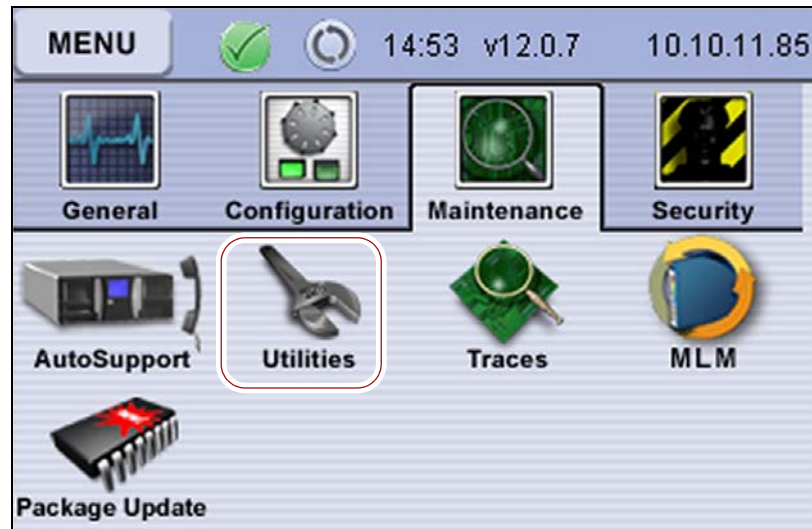 MENU 14:53 v12.0.7 10.10.11.85
General Configuration Maintenance Security
AutoSupport Utilities Traces MLM
Package Update